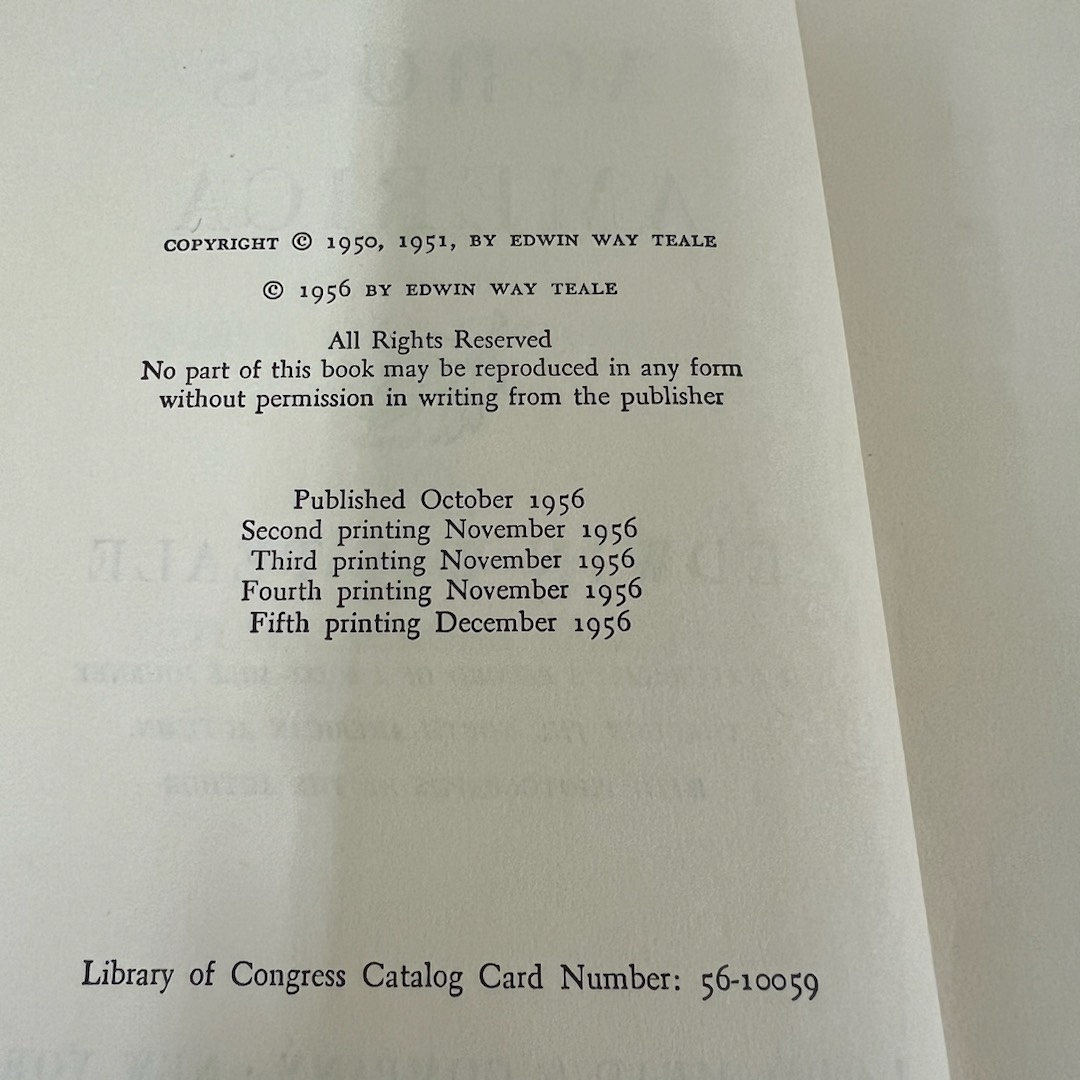 COPYRIGHT © 1950, 1951, BY EDWIN WAY TEALE
© 1956 BY EDWIN WAY TEALE
All Rights Reserved
No part of this book may be reproduced in any form
without permission in writing from the publisher
Published October 1956
Second printing November 1956
Third printing November 1956
Fourth printing November 1956
Fifth printing December 1956
Library of Congress Catalog Card Number: 56-10059